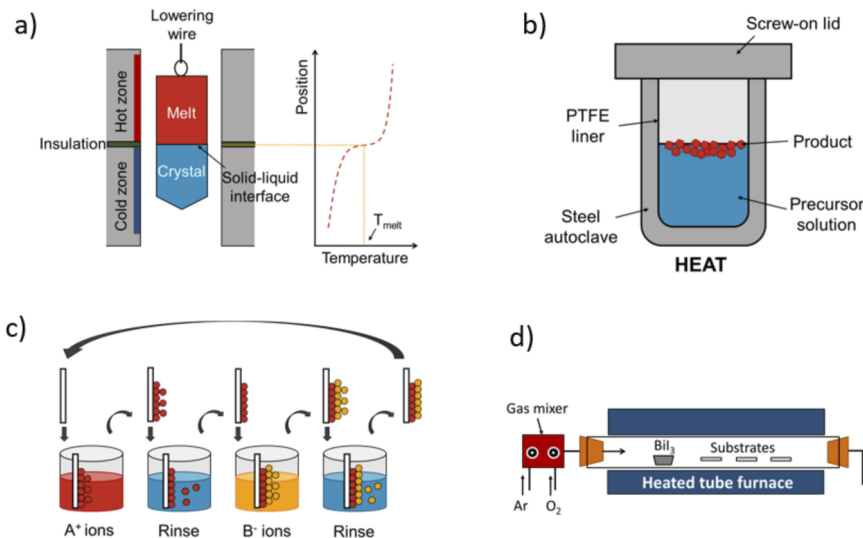 a)
Lowering
wire
Hot zone
Melt
Insulation
Cold zone
Crystal
Solid-liquid
interface
Position
T_melt
Temperature
b)
Screw-on lid
PTFE
liner
Product
Steel
autoclave
Precursor
solution
HEAT
c)
A⁺ ions
Rinse
B⁻ ions
Rinse
d)
Gas mixer
BiI₃
Substrates
Ar
O₂
Heated tube furnace